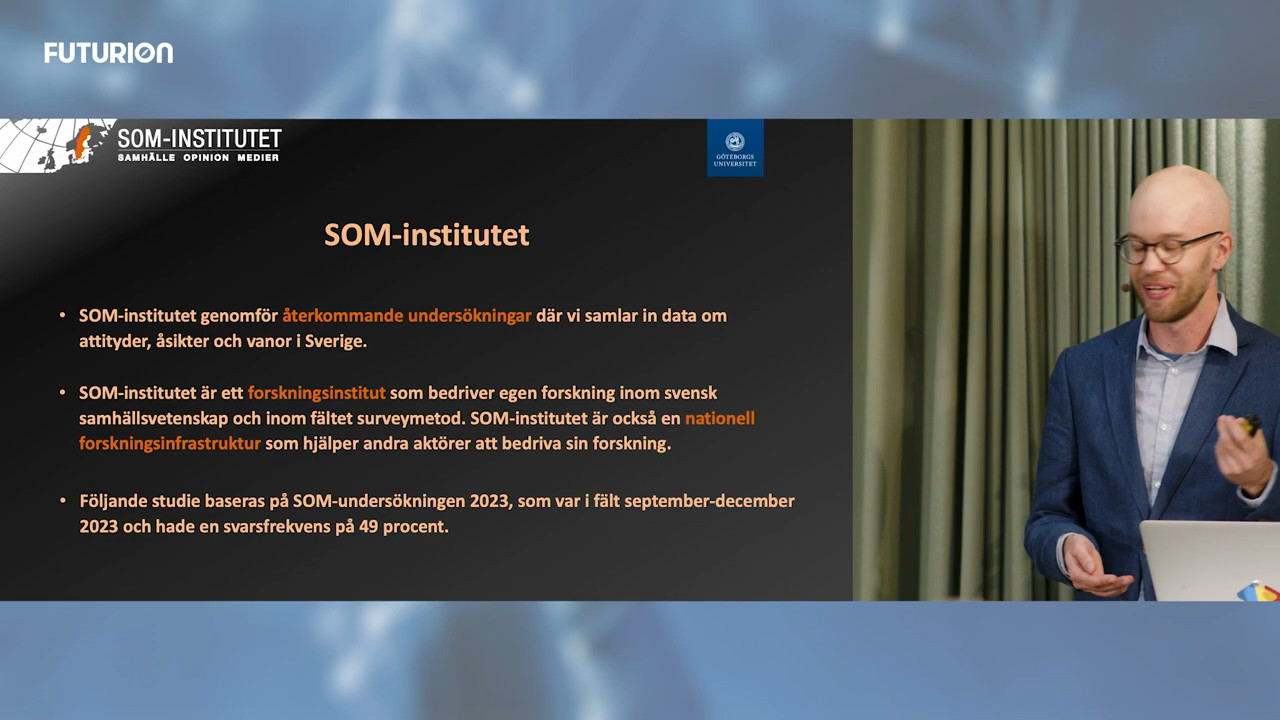 FUTURION
SOM-INSTITUTET
SAMHÄLLE OPINION MEDIER
GÖTEBORGS
UNIVERSITET
SOM-institutet
• SOM-institutet genomför återkommande undersökningar där vi samlar in data om
attityder, åsikter och vanor i Sverige.
• SOM-institutet är ett forskningsinstitut som bedriver egen forskning inom svensk
samhällsvetenskap och inom fältet surveymetod. SOM-institutet är också en nationell
forskningsinfrastruktur som hjälper andra aktörer att bedriva sin forskning.
• Följande studie baseras på SOM-undersökningen 2023, som var i fält september-december
2023 och hade en svarsfrekvens på 49 procent.